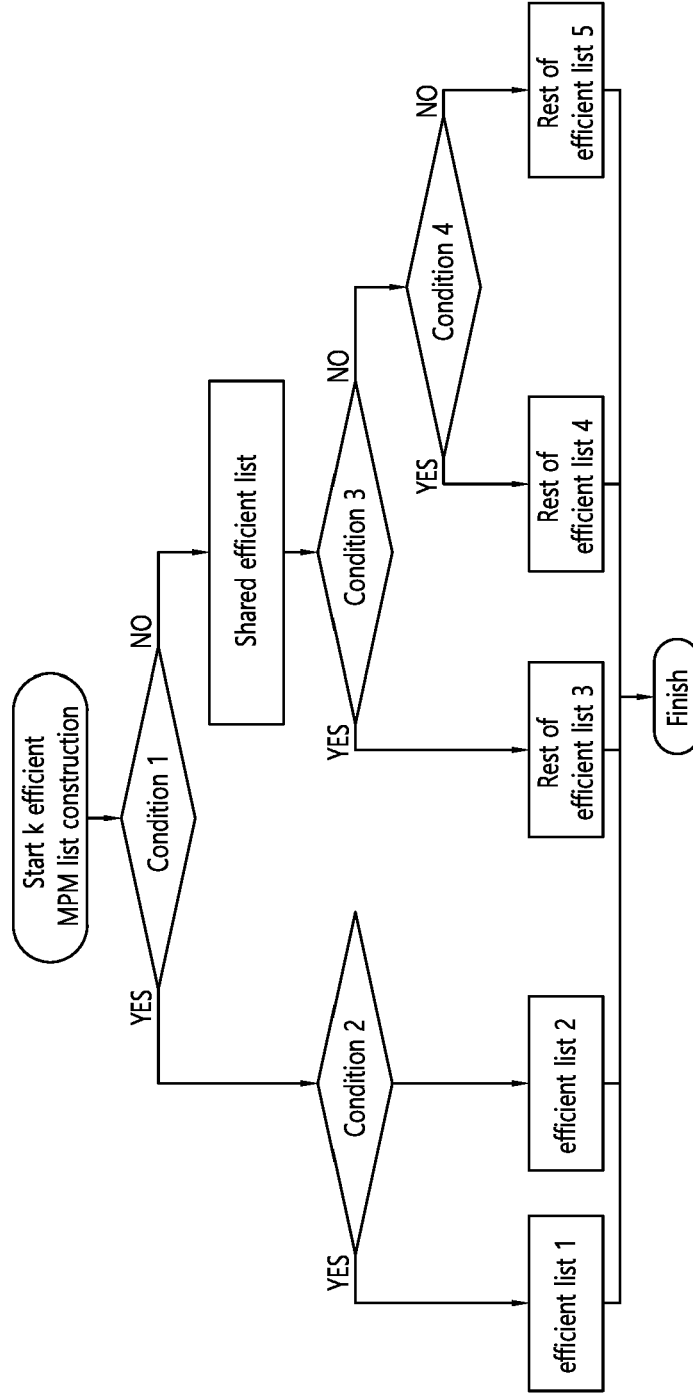 Start k efficient
MPM list construction
Condition 1
YES
NO
Shared efficient list
Condition 2
YES
Condition 3
YES
NO
Condition 4
YES
NO
efficient list 1
efficient list 2
Rest of
efficient list 3
Rest of
efficient list 4
Rest of
efficient list 5
Finish